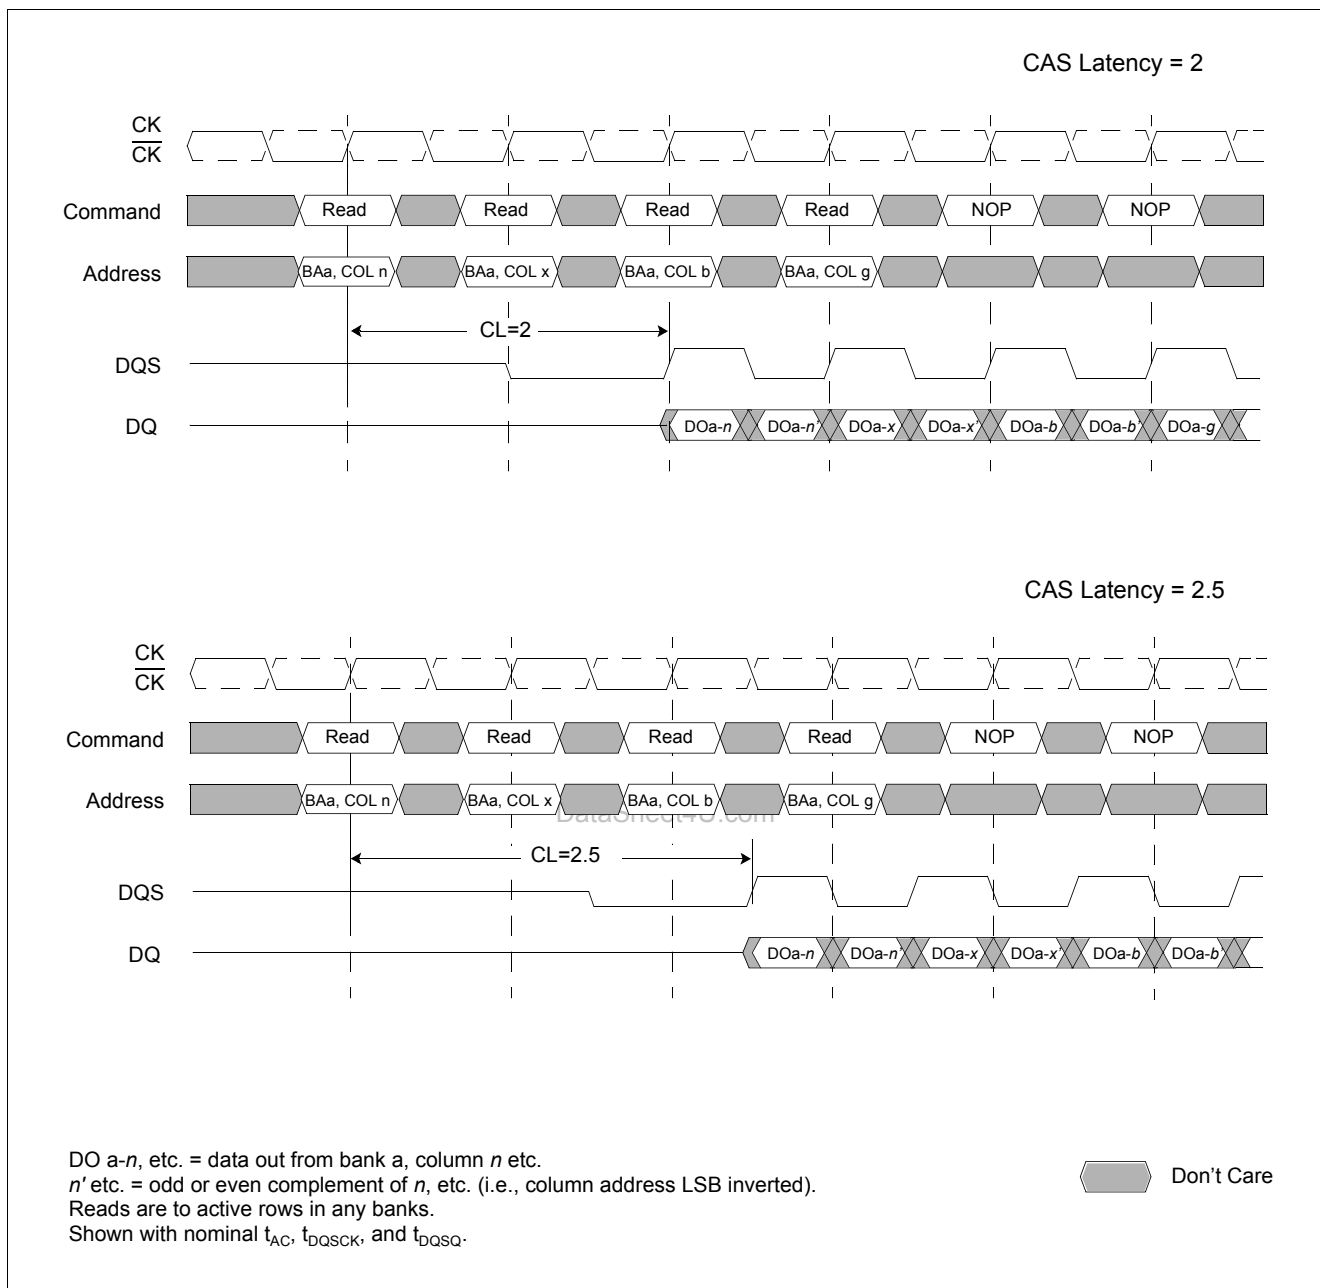 CAS Latency = 2
CK
CK
Command
Read Read Read Read NOP NOP
Address
BAa, COL n BAa, COL x BAa, COL b BAa, COL g
CL=2
DQS
DQ
DOa-n DOa-n' DOa-x DOa-x' DOa-b DOa-b' DOa-g
CAS Latency = 2.5
CK
CK
Command
Read Read Read Read NOP NOP
Address
BAa, COL n BAa, COL x BAa, COL b BAa, COL g
DataSheet4U.com
CL=2.5
DQS
DQ
DOa-n DOa-n' DOa-x DOa-x' DOa-b DOa-b'
DO a-n, etc. = data out from bank a, column n etc.
n' etc. = odd or even complement of n, etc. (i.e., column address LSB inverted).
Reads are to active rows in any banks.
Shown with nominal tAC, tDQSCK, and tDQSQ.
Don't Care